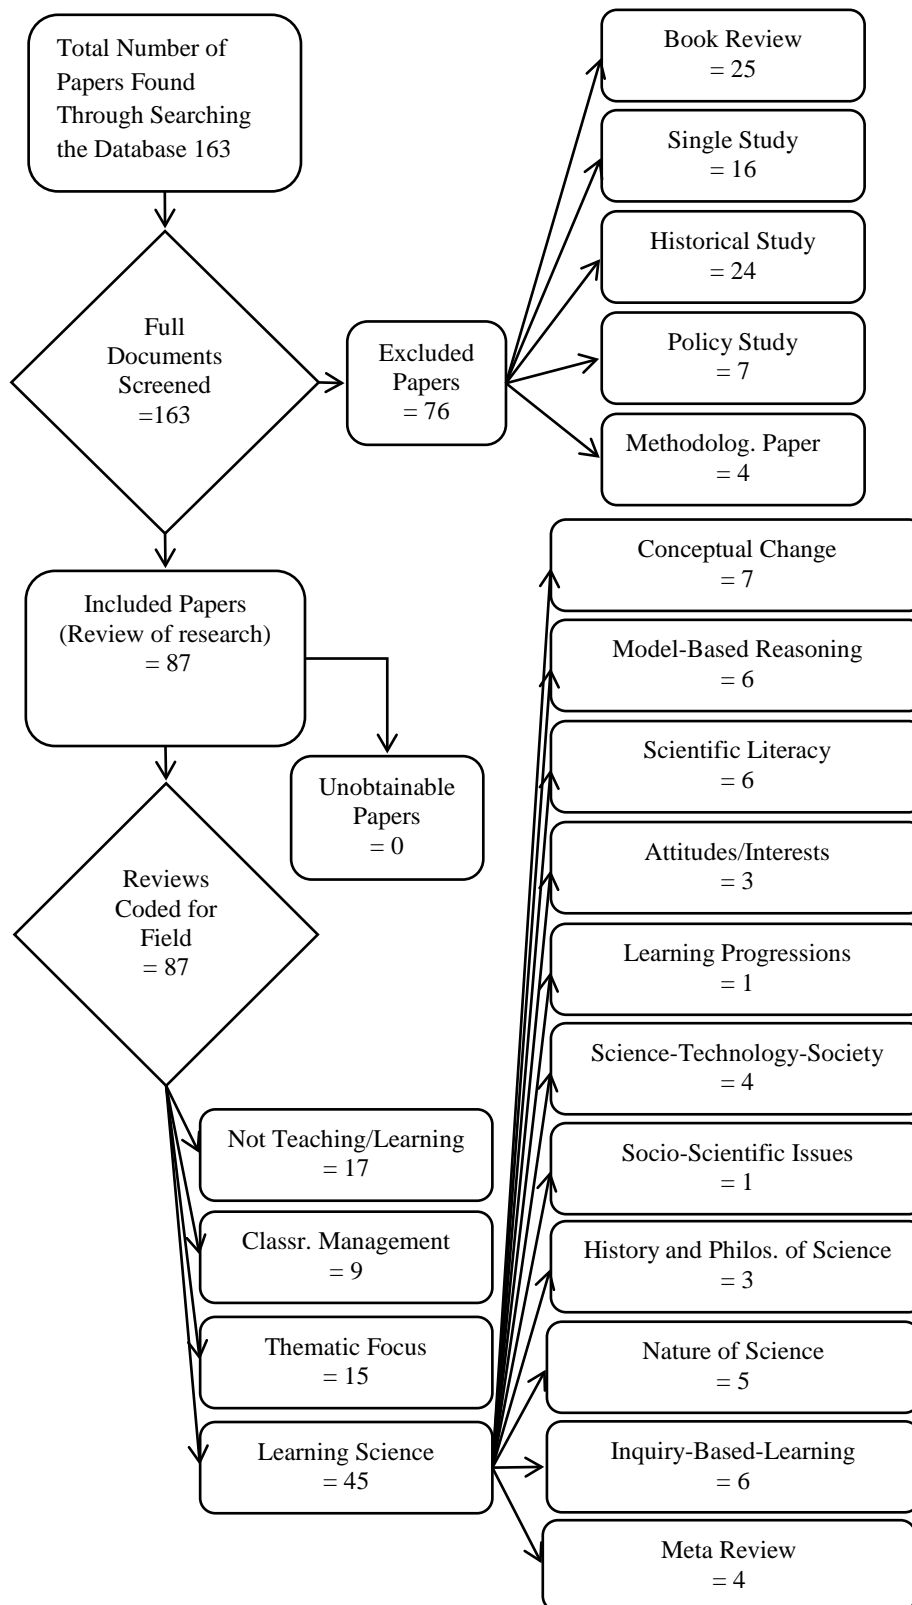 Total Number of
Papers Found
Through Searching
the Database 163
Full
Documents
Screened
=163
Excluded
Papers
= 76
Book Review
= 25
Single Study
= 16
Historical Study
= 24
Policy Study
= 7
Methodolog. Paper
= 4
Included Papers
(Review of research)
= 87
Unobtainable
Papers
= 0
Reviews
Coded for
Field
= 87
Not Teaching/Learning
= 17
Classr. Management
= 9
Thematic Focus
= 15
Learning Science
= 45
Conceptual Change
= 7
Model-Based Reasoning
= 6
Scientific Literacy
= 6
Attitudes/Interests
= 3
Learning Progressions
= 1
Science-Technology-Society
= 4
Socio-Scientific Issues
= 1
History and Philos. of Science
= 3
Nature of Science
= 5
Inquiry-Based-Learning
= 6
Meta Review
= 4